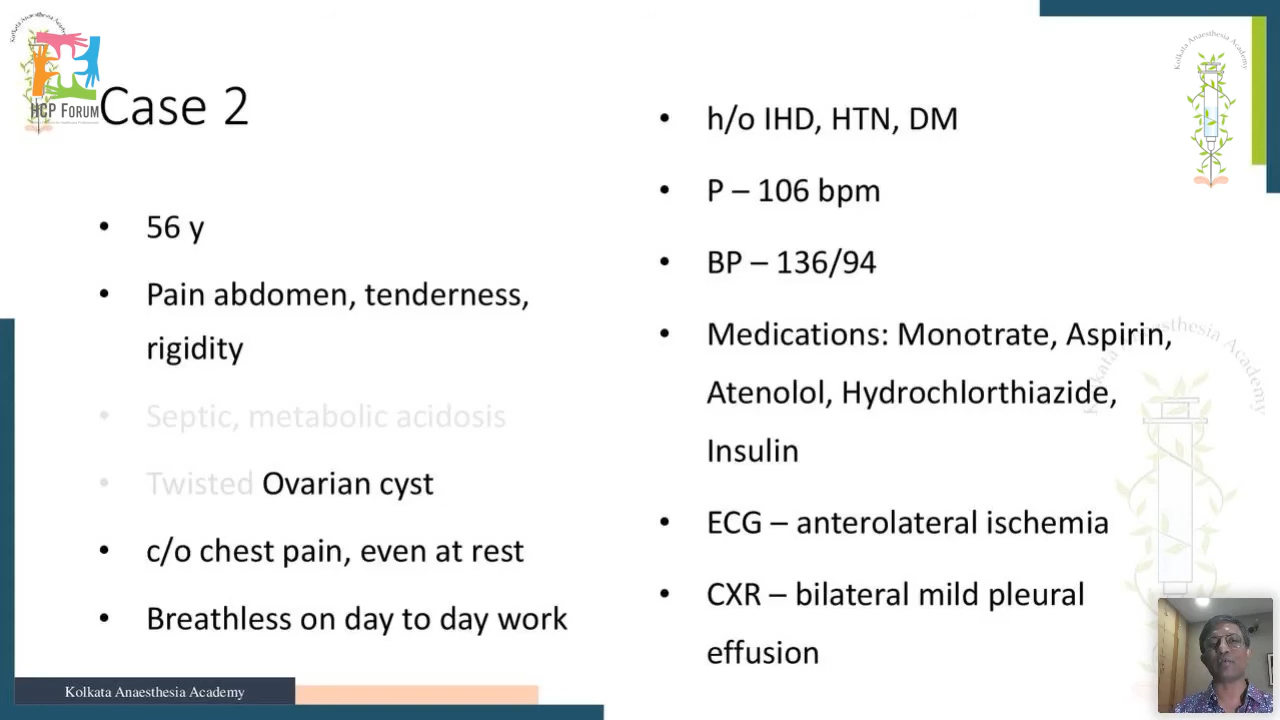 HCP FORUM
Case 2
56 y
Pain abdomen, tenderness,
rigidity
Septic, metabolic acidosis
Twisted Ovarian cyst
c/o chest pain, even at rest
Breathless on day to day work
h/o IHD, HTN, DM
P – 106 bpm
BP – 136/94
Medications: Monotrate, Aspirin,
Atenolol, Hydrochlorthiazide,
Insulin
ECG – anterolateral ischemia
CXR – bilateral mild pleural
effusion
Kolkata Anaesthesia Academy
Kolkata Anaesthesia Academy